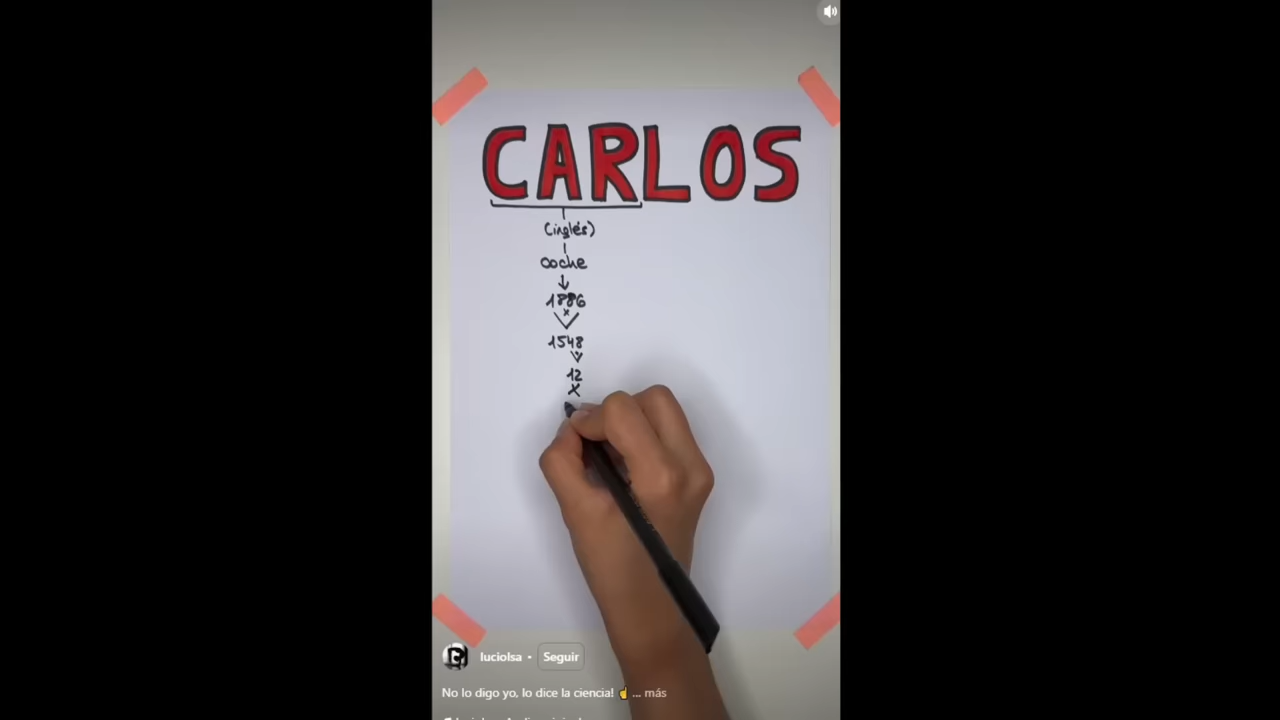 CARLOS
(inglés)
coche
1886
x
1548
12
x
luciolsa • Seguir
No lo digo yo, lo dice la ciencia! ☝ ... más